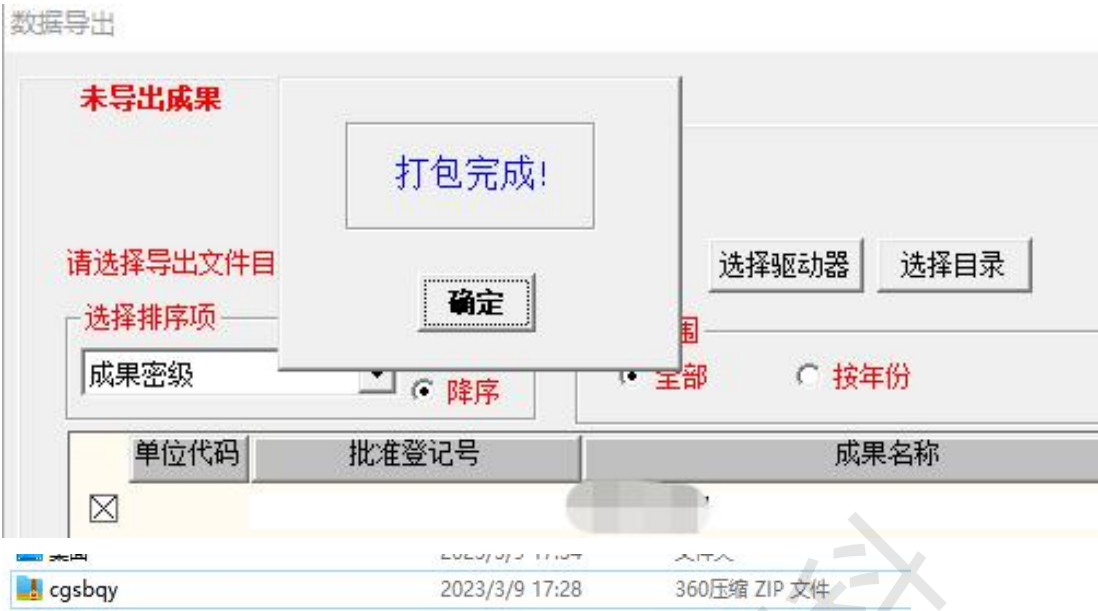 数据导出
未导出成果
打包完成!
请选择导出文件目
选择驱动器
选择目录
确定
选择排序项
围
成果密级
降序
全部
按年份
单位代码
批准登记号
成果名称
cgsbqy
2023/3/9 17:28
360压缩 ZIP 文件